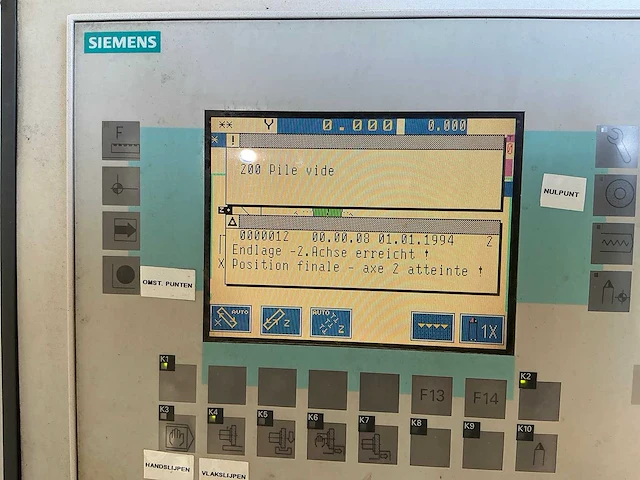 SIEMENS
** Y 0.000 0.000
!
F
200 Pile vide
NULPUNT
0000012 00.00.08 01.01.1994 2
Endlage -2.Achse erreicht !
X Position finale - axe 2 atteinte !
OMST. PUNTEN
AUTO X
Z
AUTO Z
1X
K1
K2
F13
F14
K3
K4
K5
K6
K7
K8
K9
K10
HANDSLIJPEN
VLAKSLIJPEN